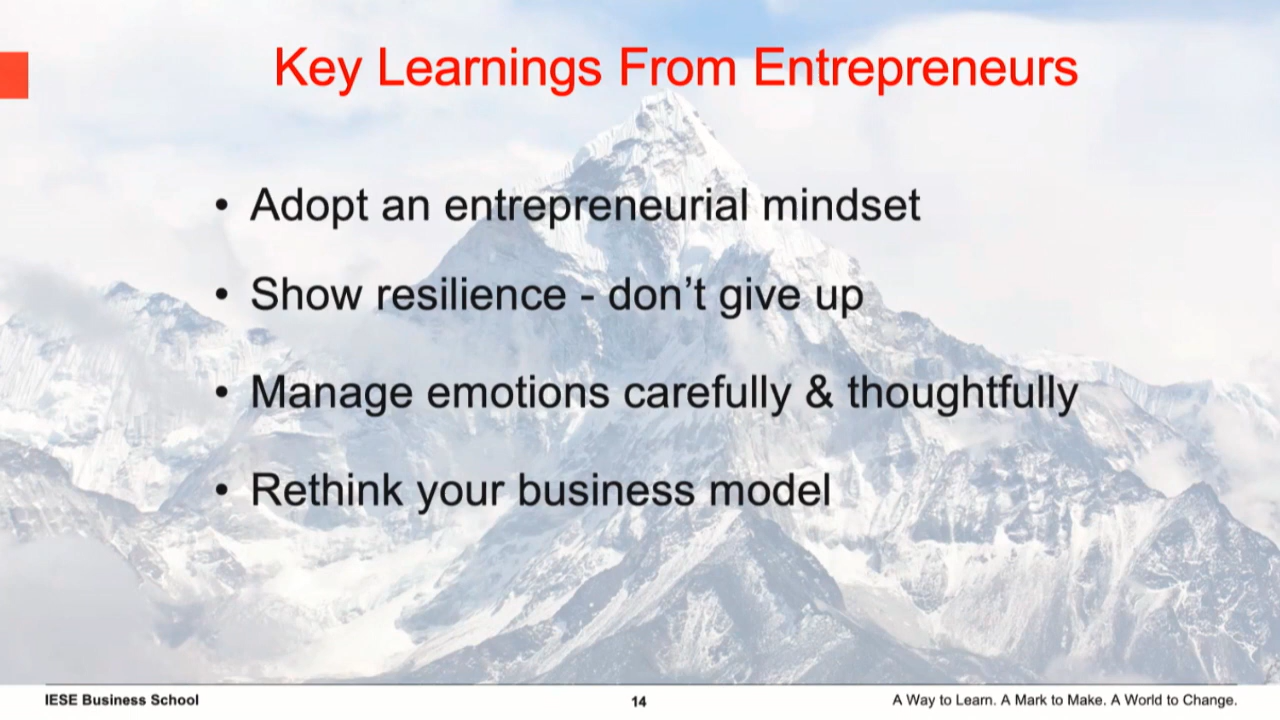 Key Learnings From Entrepreneurs
• Adopt an entrepreneurial mindset
• Show resilience - don't give up
• Manage emotions carefully & thoughtfully
• Rethink your business model
IESE Business School
14
A Way to Learn. A Mark to Make. A World to Change.